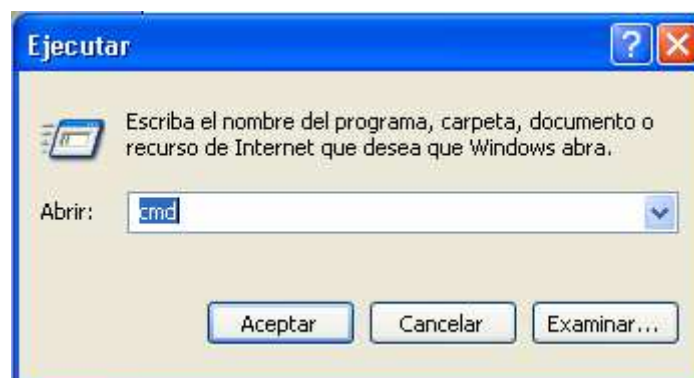 Ejecutar
Escriba el nombre del programa, carpeta, documento o
recurso de Internet que desea que Windows abra.
Abrir: cmd
Aceptar Cancelar Examinar...